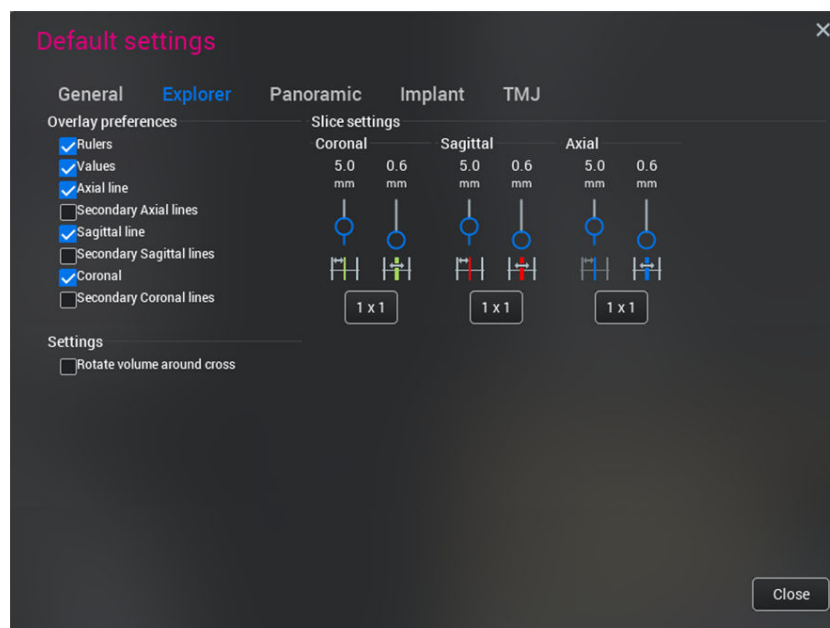 Default settings
General Explorer Panoramic Implant TMJ
Overlay preferences
Rulers
Values
Axial line
Secondary Axial lines
Sagittal line
Secondary Sagittal lines
Coronal
Secondary Coronal lines
Settings
Rotate volume around cross
Slice settings
Coronal Sagittal Axial
5.0 0.6 5.0 0.6 5.0 0.6
mm mm mm mm mm mm
1 x 1 1 x 1 1 x 1
Close